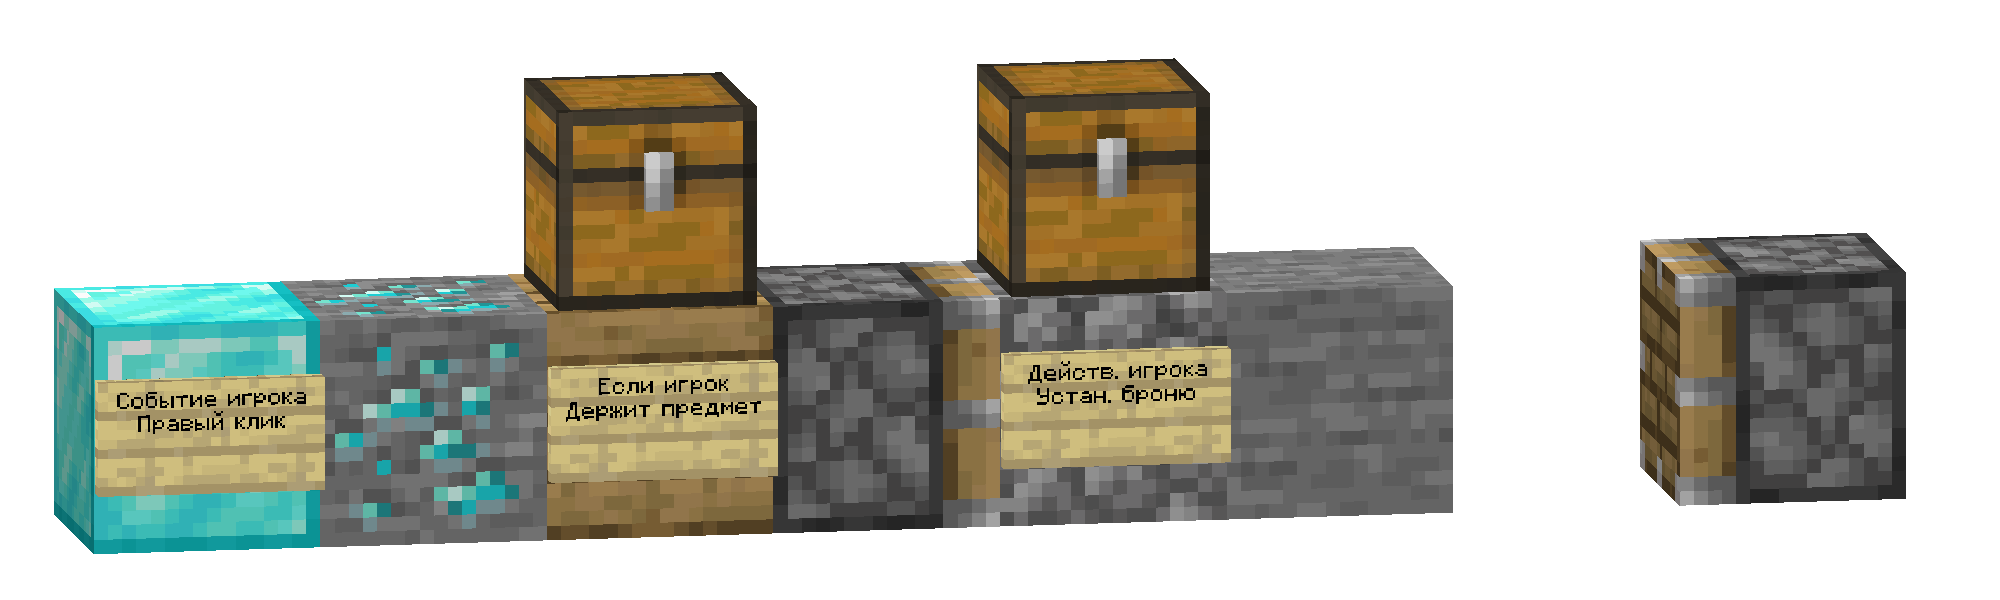 Событие игрока
Правый клик
Если игрок
Держит предмет
Действ. игрока
Устан. броню